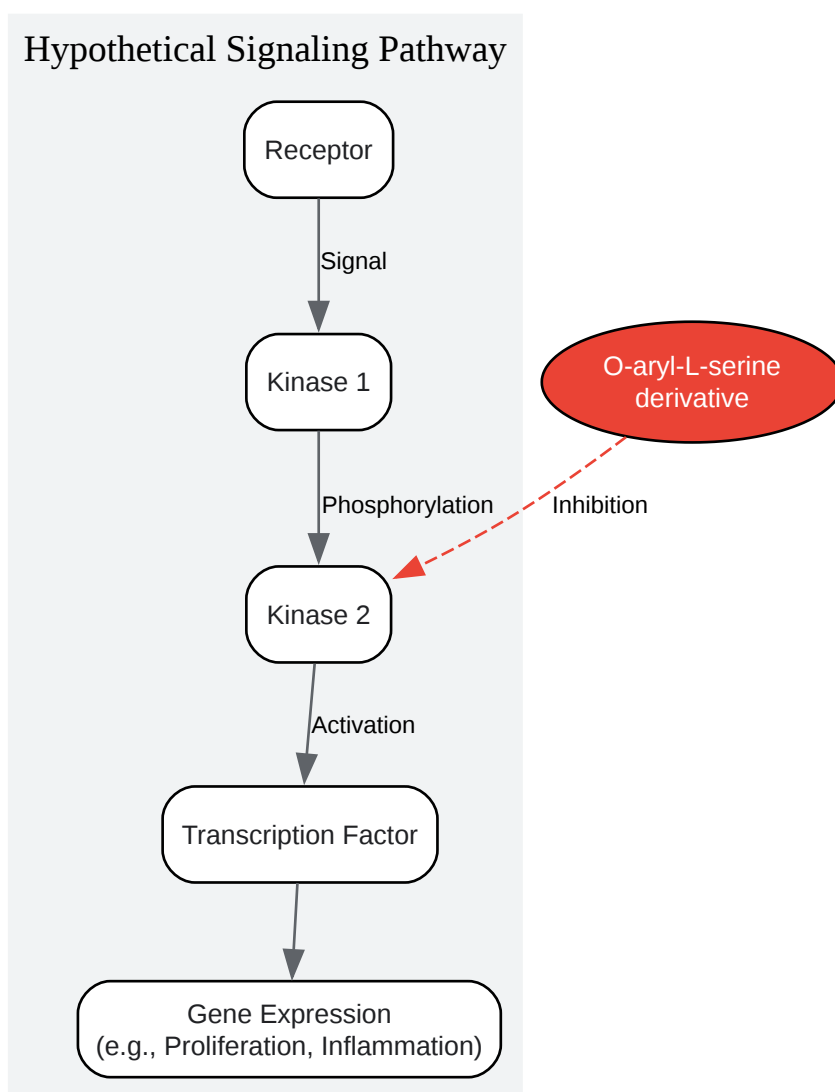 Hypothetical Signaling Pathway
Receptor
Signal
Kinase 1
O-aryl-L-serine
derivative
Phosphorylation
Inhibition
Kinase 2
Activation
Transcription Factor
Gene Expression
(e.g., Proliferation, Inflammation)